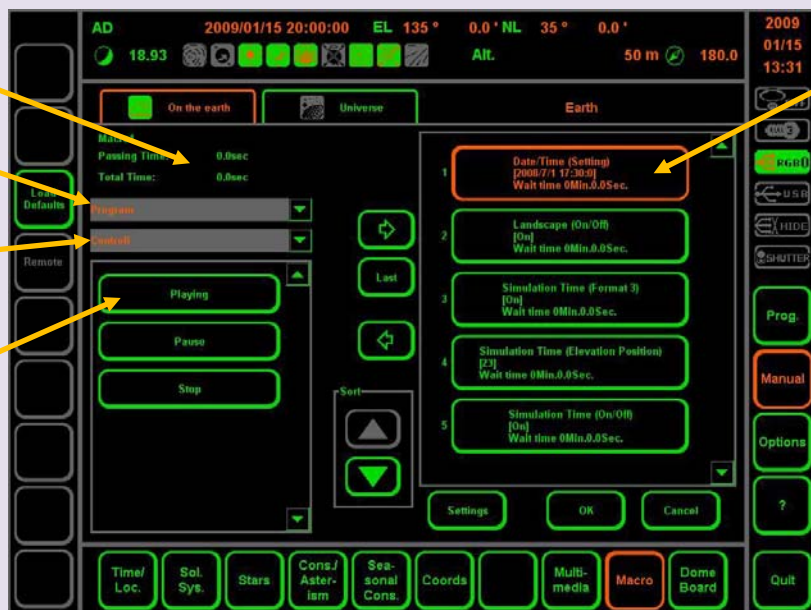 AD 2009/01/15 20:00:00 EL 135 ° 0.0 ' NL 35 ° 0.0 '
18.93 Alt. 50 m 180.0
2009
01/15
13:31
On the earth
Universe
Earth
Macro1
Passing Time: 0.0sec
Total Time: 0.0sec
Program
Control1
Load
Defaults
Remote
Playing
Pause
Stop
Last
Sort
1
Date/Time (Setting)
[2008/7/1 17:30:0]
Wait time 0Min.0.0Sec.
2
Landscape (On/Off)
[On]
Wait time 0Min.0.0Sec.
3
Simulation Time (Format 3)
[On]
Wait time 0Min.0.0Sec.
4
Simulation Time (Elevation Position)
[23]
Wait time 0Min.0.0Sec.
5
Simulation Time (On/Off)
[On]
Wait time 0Min.0.0Sec.
Settings
OK
Cancel
RGB
USB
HIDE
SHUTTER
Prog.
Manual
Options
?
Quit
Time/
Loc.
Sol.
Sys.
Stars
Cons./
Aster-
ism
Sea-
sonal
Cons.
Coords
Multi-
media
Macro
Dome
Board